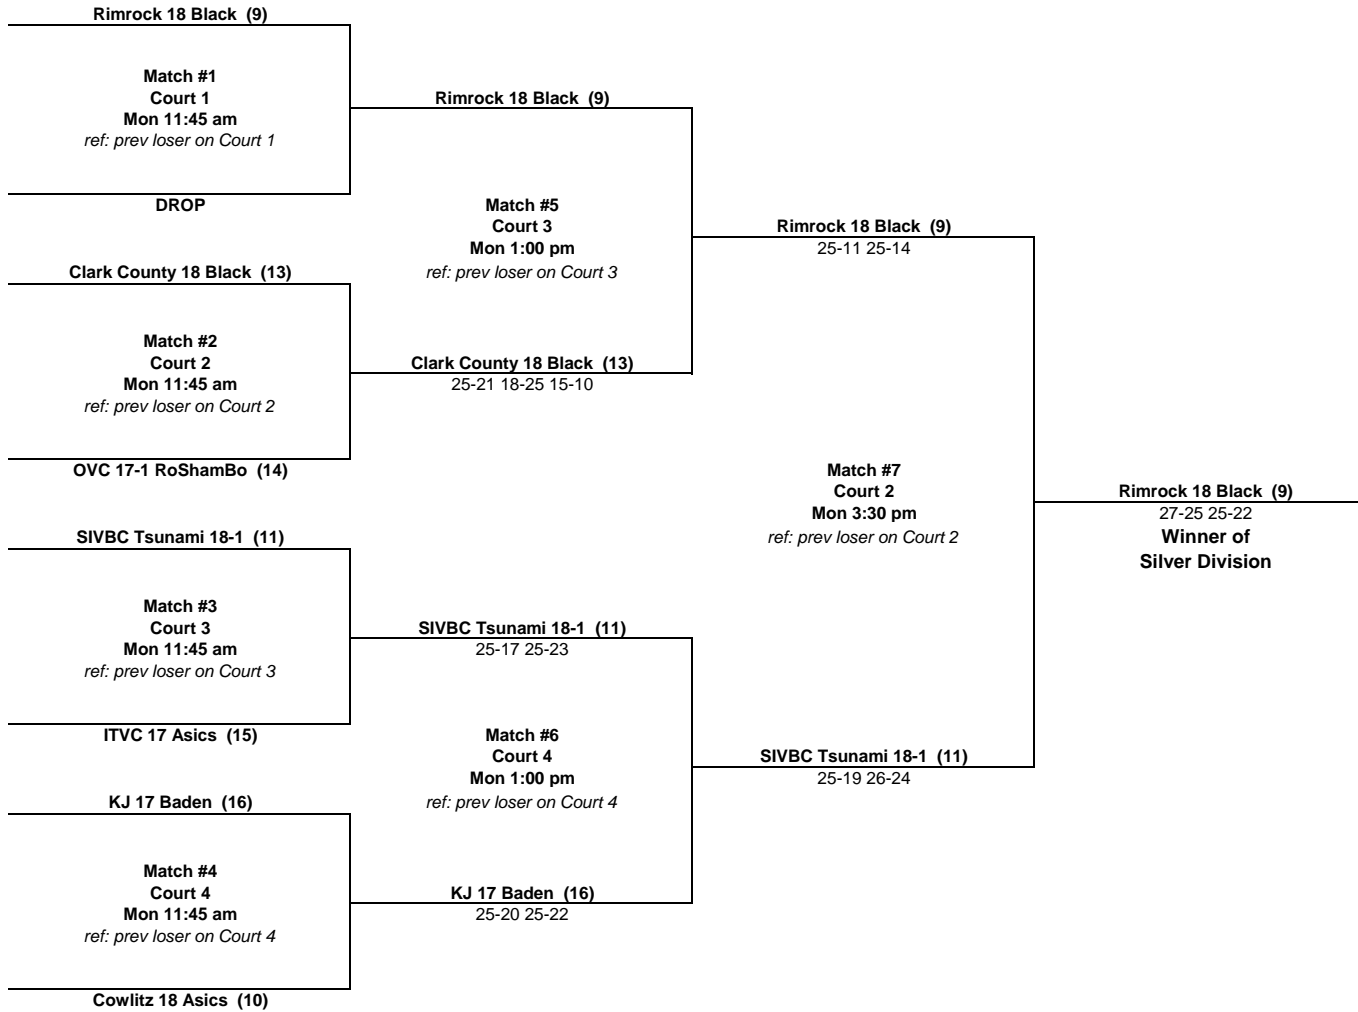 Rimrock 18 Black (9)
Match #1
Court 1
Mon 11:45 am
ref: prev loser on Court 1
DROP
Clark County 18 Black (13)
Match #2
Court 2
Mon 11:45 am
ref: prev loser on Court 2
OVC 17-1 RoShamBo (14)
SIVBC Tsunami 18-1 (11)
Match #3
Court 3
Mon 11:45 am
ref: prev loser on Court 3
ITVC 17 Asics (15)
KJ 17 Baden (16)
Match #4
Court 4
Mon 11:45 am
ref: prev loser on Court 4
Cowlitz 18 Asics (10)
Rimrock 18 Black (9)
Match #5
Court 3
Mon 1:00 pm
ref: prev loser on Court 3
Clark County 18 Black (13)
25-21 18-25 15-10
SIVBC Tsunami 18-1 (11)
25-17 25-23
Match #6
Court 4
Mon 1:00 pm
ref: prev loser on Court 4
KJ 17 Baden (16)
25-20 25-22
Rimrock 18 Black (9)
25-11 25-14
Match #7
Court 2
Mon 3:30 pm
ref: prev loser on Court 2
SIVBC Tsunami 18-1 (11)
25-19 26-24
Rimrock 18 Black (9)
27-25 25-22
Winner of
Silver Division